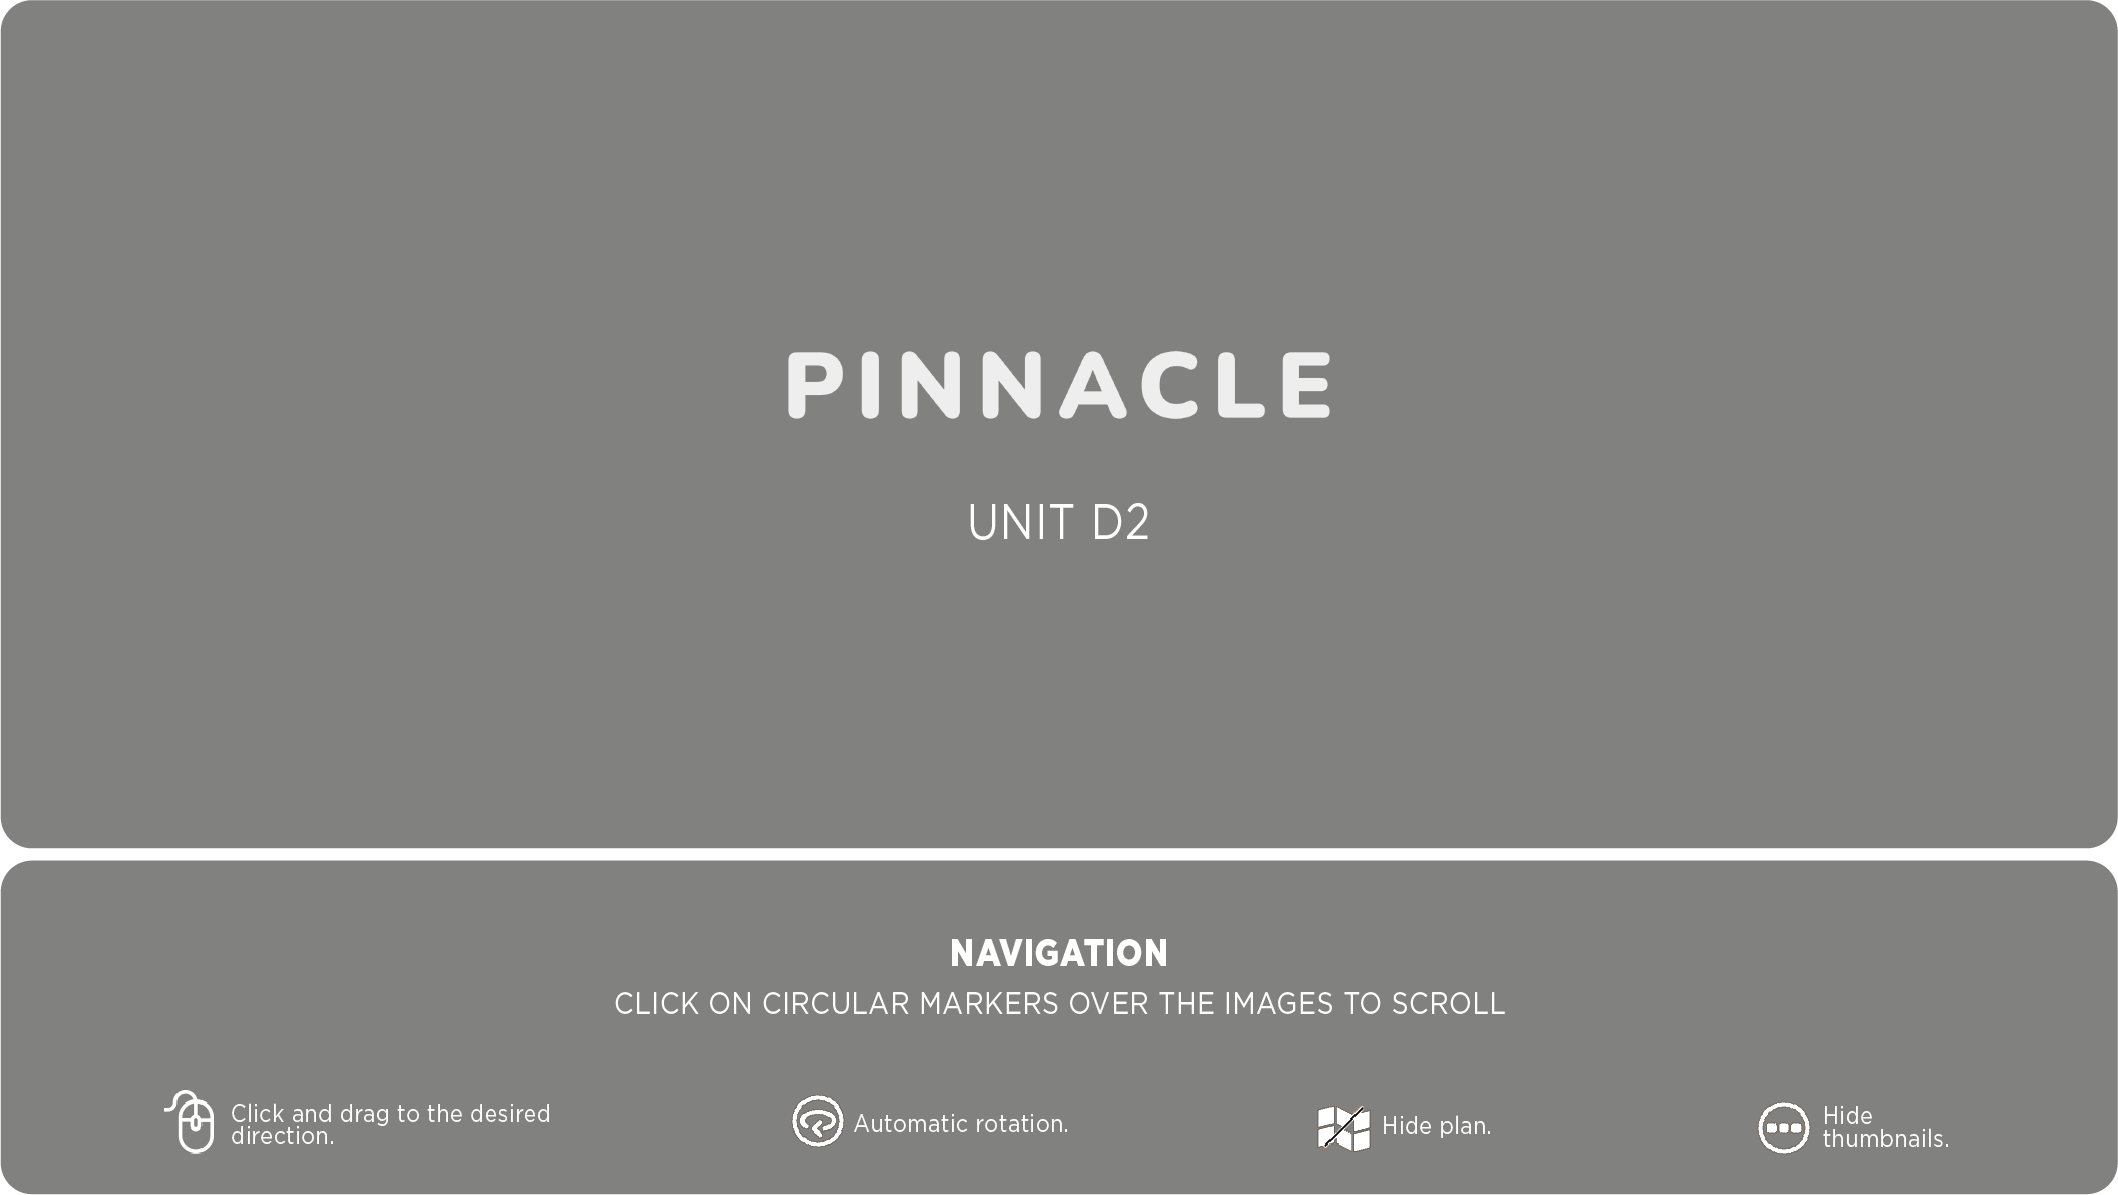 PINNACLE
UNIT D2
NAVIGATION
CLICK ON CIRCULAR MARKERS OVER THE IMAGES TO SCROLL
Click and drag to the desired
direction.
Automatic rotation.
Hide plan.
Hide
thumbnails.